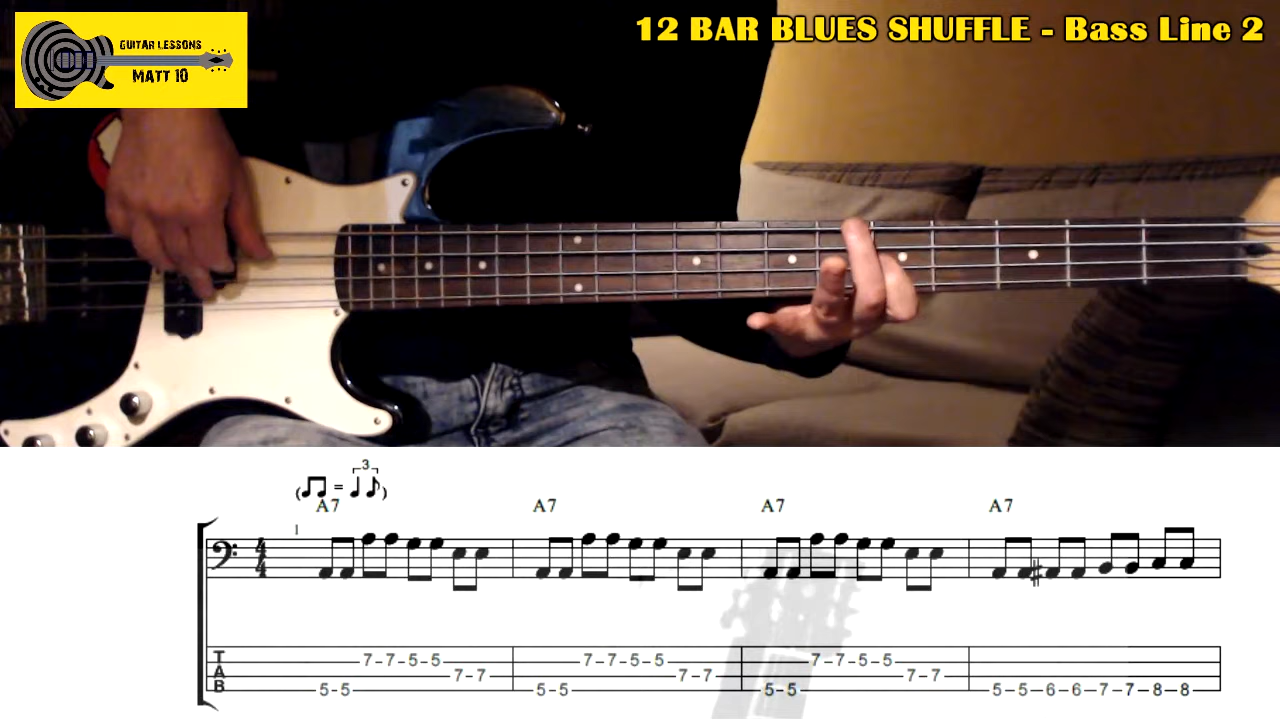 GUITAR LESSONS
MATT 10
12 BAR BLUES SHUFFLE - Bass Line 2
( = 3 )
A7 A7 A7 A7
4
4
T 7-7-5-5 7-7-5-5 7-7-5-5
A 7-7 7-7 7-7
B 5-5 5-5 5-5 5-5-6-6-7-7-8-8